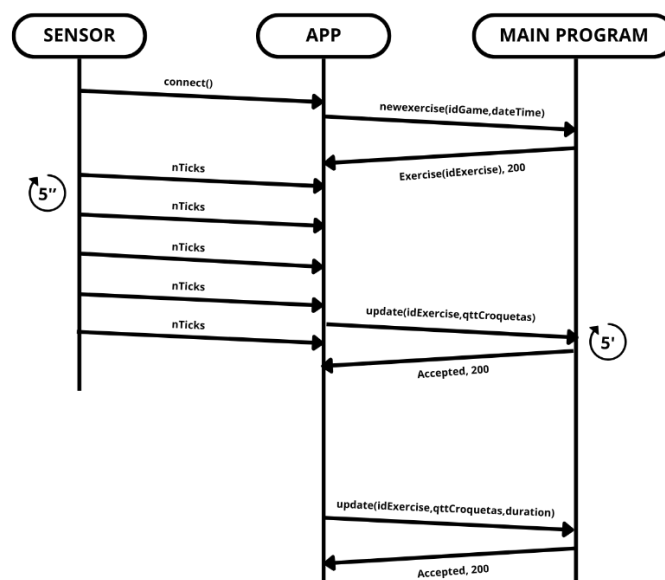 SENSOR
APP
MAIN PROGRAM
connect()
newexercise(idGame,dateTime)
Exercise(idExercise), 200
nTicks
5''
nTicks
nTicks
nTicks
update(idExercise,qttCroquetas)
nTicks
5'
Accepted, 200
update(idExercise,qttCroquetas,duration)
Accepted, 200